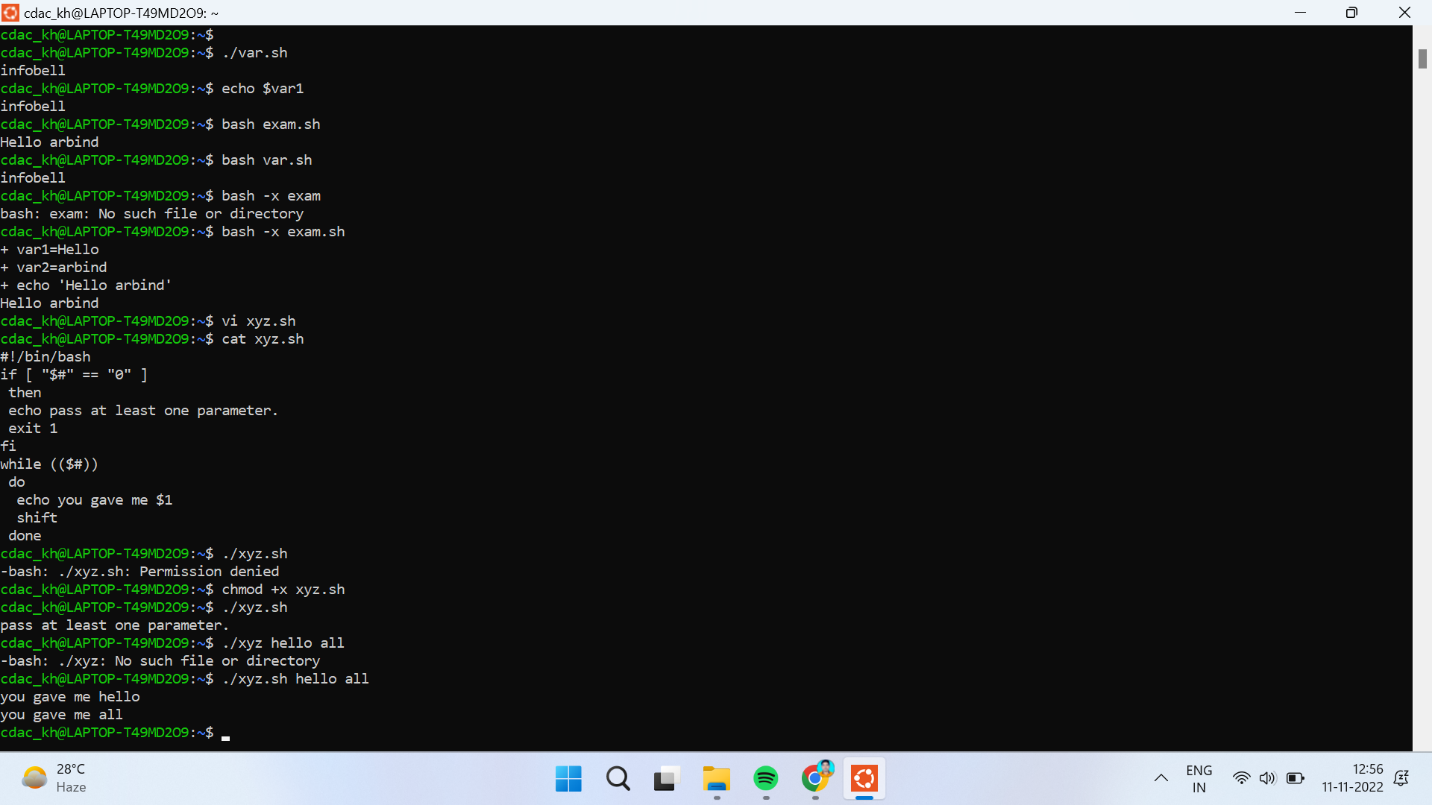 cdac_kh@LAPTOP-T49MD2O9: ~
cdac_kh@LAPTOP-T49MD2O9:~$
cdac_kh@LAPTOP-T49MD2O9:~$ ./var.sh
infobell
cdac_kh@LAPTOP-T49MD2O9:~$ echo $var1
infobell
cdac_kh@LAPTOP-T49MD2O9:~$ bash exam.sh
Hello arbind
cdac_kh@LAPTOP-T49MD2O9:~$ bash var.sh
infobell
cdac_kh@LAPTOP-T49MD2O9:~$ bash -x exam
bash: exam: No such file or directory
cdac_kh@LAPTOP-T49MD2O9:~$ bash -x exam.sh
+ var1=Hello
+ var2=arbind
+ echo 'Hello arbind'
Hello arbind
cdac_kh@LAPTOP-T49MD2O9:~$ vi xyz.sh
cdac_kh@LAPTOP-T49MD2O9:~$ cat xyz.sh
#!/bin/bash
if [ "$#" == "0" ]
 then
 echo pass at least one parameter.
 exit 1
fi
while (($#))
 do
  echo you gave me $1
  shift
 done
cdac_kh@LAPTOP-T49MD2O9:~$ ./xyz.sh
-bash: ./xyz.sh: Permission denied
cdac_kh@LAPTOP-T49MD2O9:~$ chmod +x xyz.sh
cdac_kh@LAPTOP-T49MD2O9:~$ ./xyz.sh
pass at least one parameter.
cdac_kh@LAPTOP-T49MD2O9:~$ ./xyz hello all
-bash: ./xyz: No such file or directory
cdac_kh@LAPTOP-T49MD2O9:~$ ./xyz.sh hello all
you gave me hello
you gave me all
cdac_kh@LAPTOP-T49MD2O9:~$
28°C
Haze
ENG
IN
12:56
11-11-2022